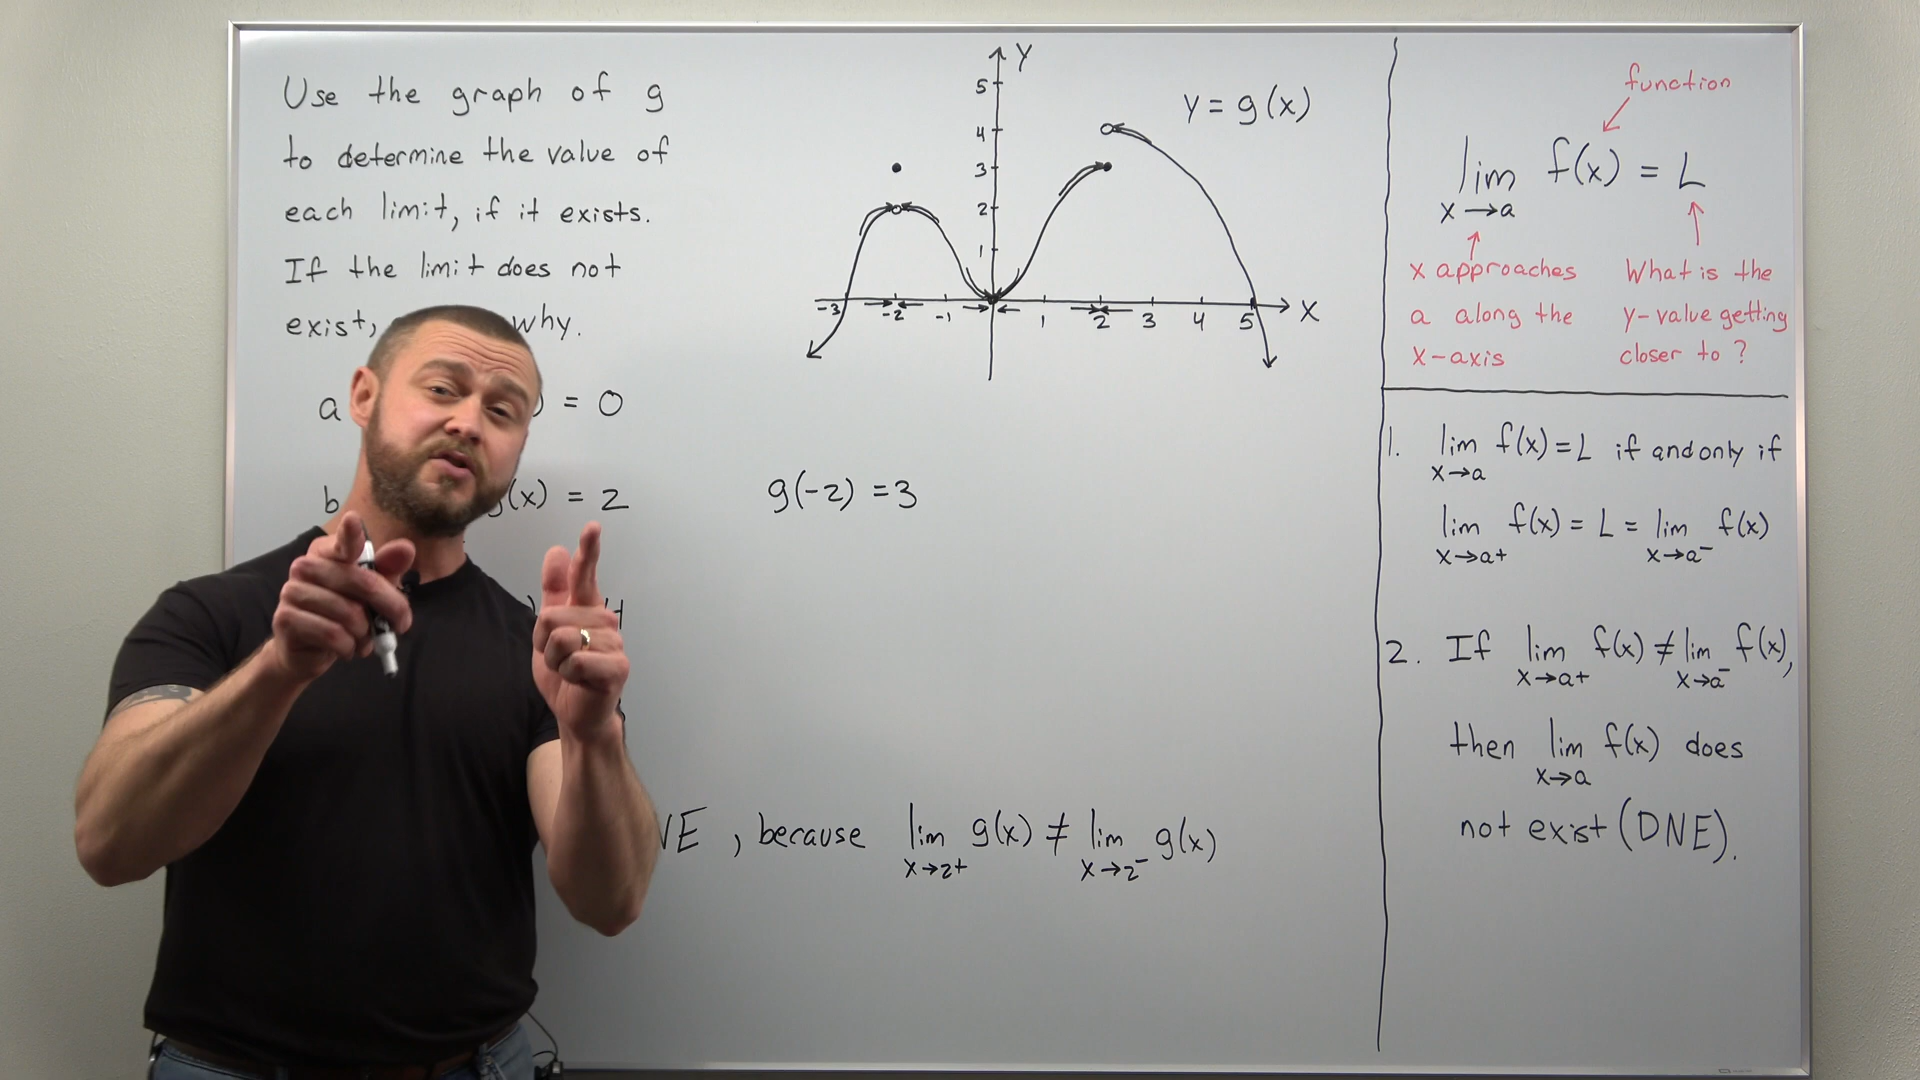 Use the graph of g
to determine the value of
each limit, if it exists.
If the limit does not
exist, why.
a ) = 0
b g(x) = 2
g(-2) = 3
4
NE , because lim g(x) ≠ lim g(x)
x→2+ x→2⁻
Y
5
4
3
2
1
-3 -2 -1 1 2 3 4 5 X
y = g(x)
function
lim f(x) = L
x→a
x approaches
a along the
x-axis
What is the
y-value getting
closer to ?
1. lim f(x) = L if and only if
x→a
lim f(x) = L = lim f(x)
x→a+ x→a⁻
2. If lim f(x) ≠ lim f(x),
x→a+ x→a⁻
then lim f(x) does
x→a
not exist (DNE).